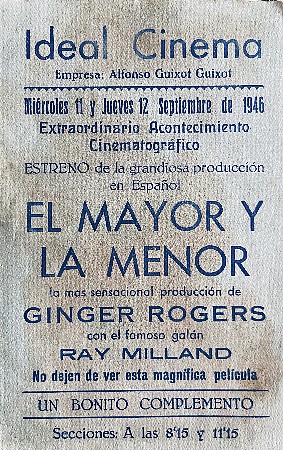 Ideal Cinema
Empresa: Alfonso Guixot Guixot
Miércoles 11 y Jueves 12 Septiembre de 1946
Extraordinario Acontecimiento
Cinematográfico
ESTRENO de la grandiosa producción
en Español
EL MAYOR Y
LA MENOR
la mas sensacional producción de
GINGER ROGERS
con el famoso galán
RAY MILLAND
No dejen de ver esta magnífica película
UN BONITO COMPLEMENTO
Secciones: A las 8'15 y 11'15